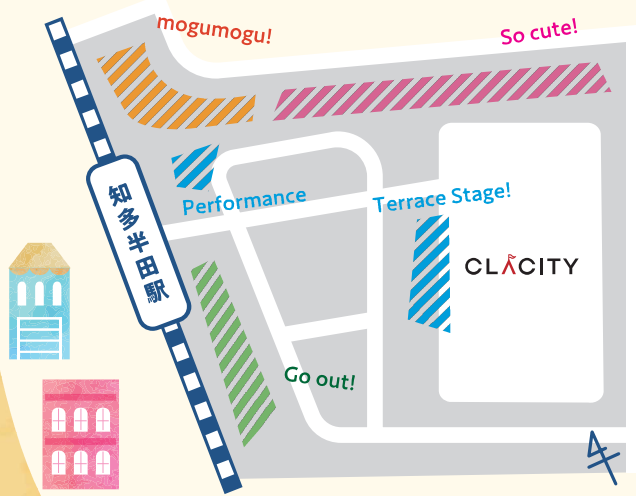 mogumogu!
So cute!
Performance
Terrace Stage!
知多半田駅
CLACITY
Go out!